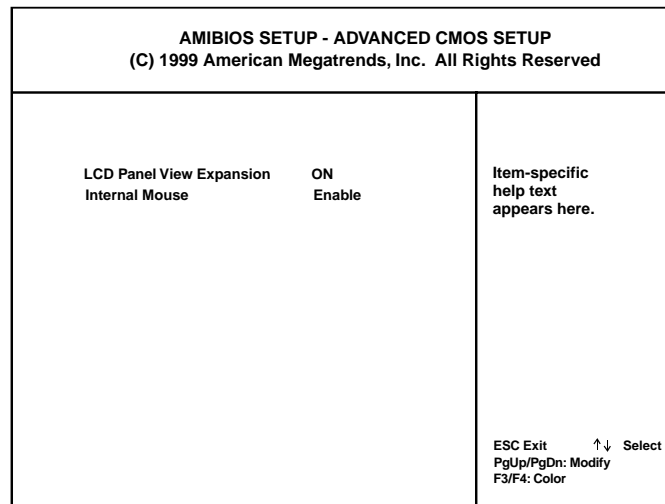 AMIBIOS SETUP - ADVANCED CMOS SETUP
(C) 1999 American Megatrends, Inc. All Rights Reserved
LCD Panel View Expansion ON
Internal Mouse Enable
Item-specific
help text
appears here.
ESC Exit ↑↓ Select
PgUp/PgDn: Modify
F3/F4: Color